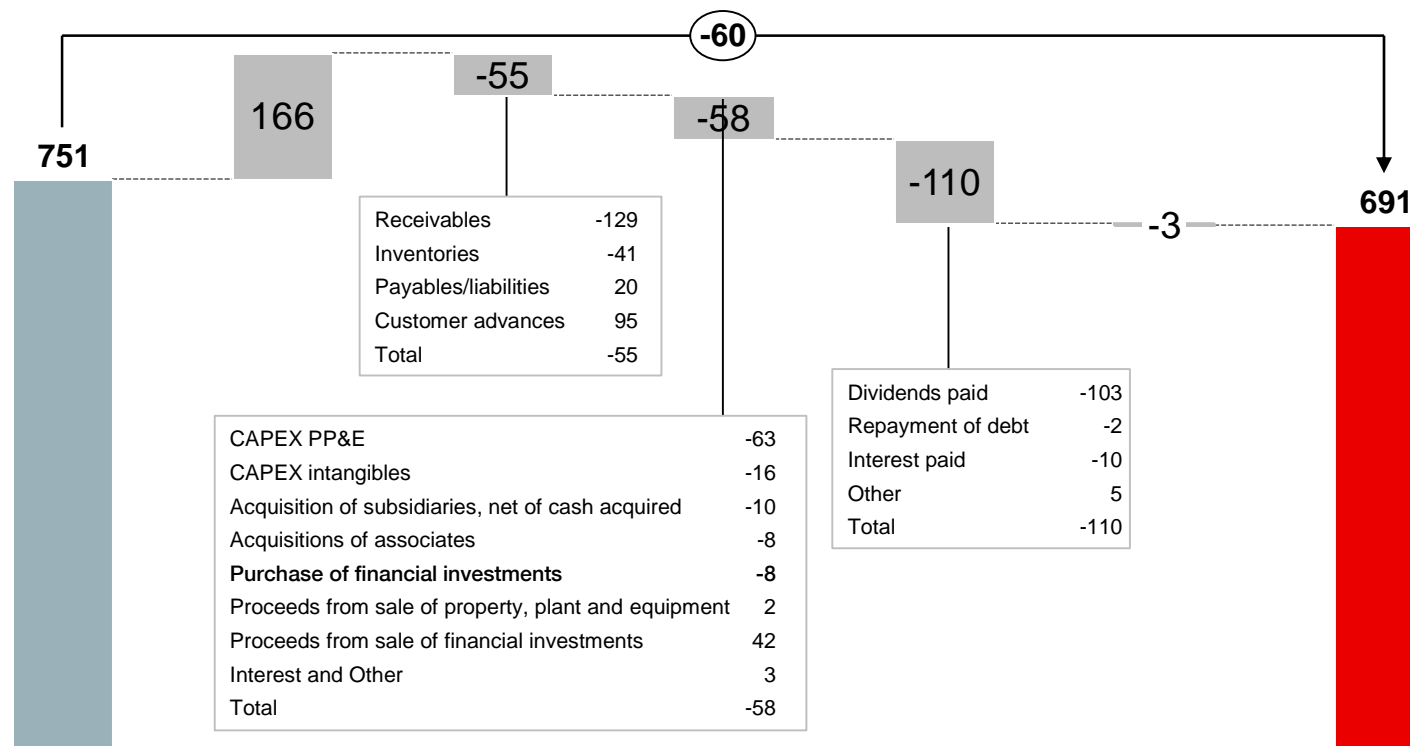 -60
751
166
-55
-58
-110
-3
691
Receivables -129
Inventories -41
Payables/liabilities 20
Customer advances 95
Total -55
CAPEX PP&E -63
CAPEX intangibles -16
Acquisition of subsidiaries, net of cash acquired -10
Acquisitions of associates -8
Purchase of financial investments -8
Proceeds from sale of property, plant and equipment 2
Proceeds from sale of financial investments 42
Interest and Other 3
Total -58
Dividends paid -103
Repayment of debt -2
Interest paid -10
Other 5
Total -110